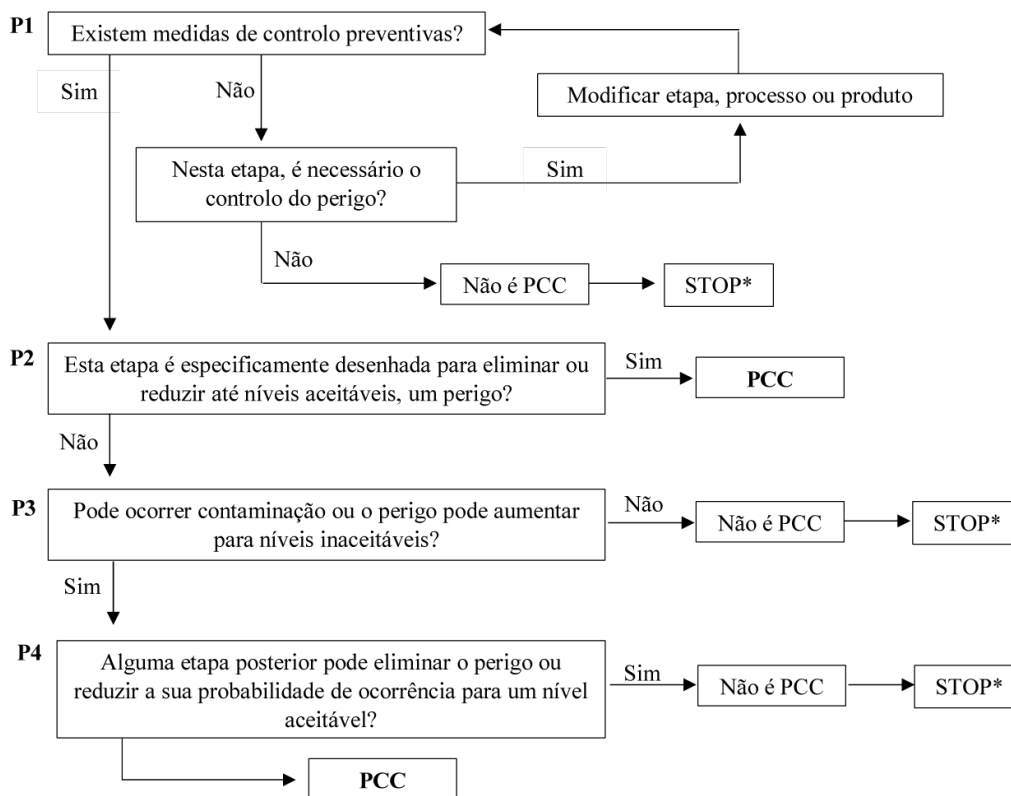 P1
Existem medidas de controlo preventivas?
Sim
Não
Modificar etapa, processo ou produto
Nesta etapa, é necessário o
controlo do perigo?
Sim
Não
Não é PCC
STOP*
P2
Esta etapa é especificamente desenhada para eliminar ou
reduzir até níveis aceitáveis, um perigo?
Sim
PCC
Não
P3
Pode ocorrer contaminação ou o perigo pode aumentar
para níveis inaceitáveis?
Não
Não é PCC
STOP*
Sim
P4
Alguma etapa posterior pode eliminar o perigo ou
reduzir a sua probabilidade de ocorrência para um nível
aceitável?
Sim
Não é PCC
STOP*
PCC